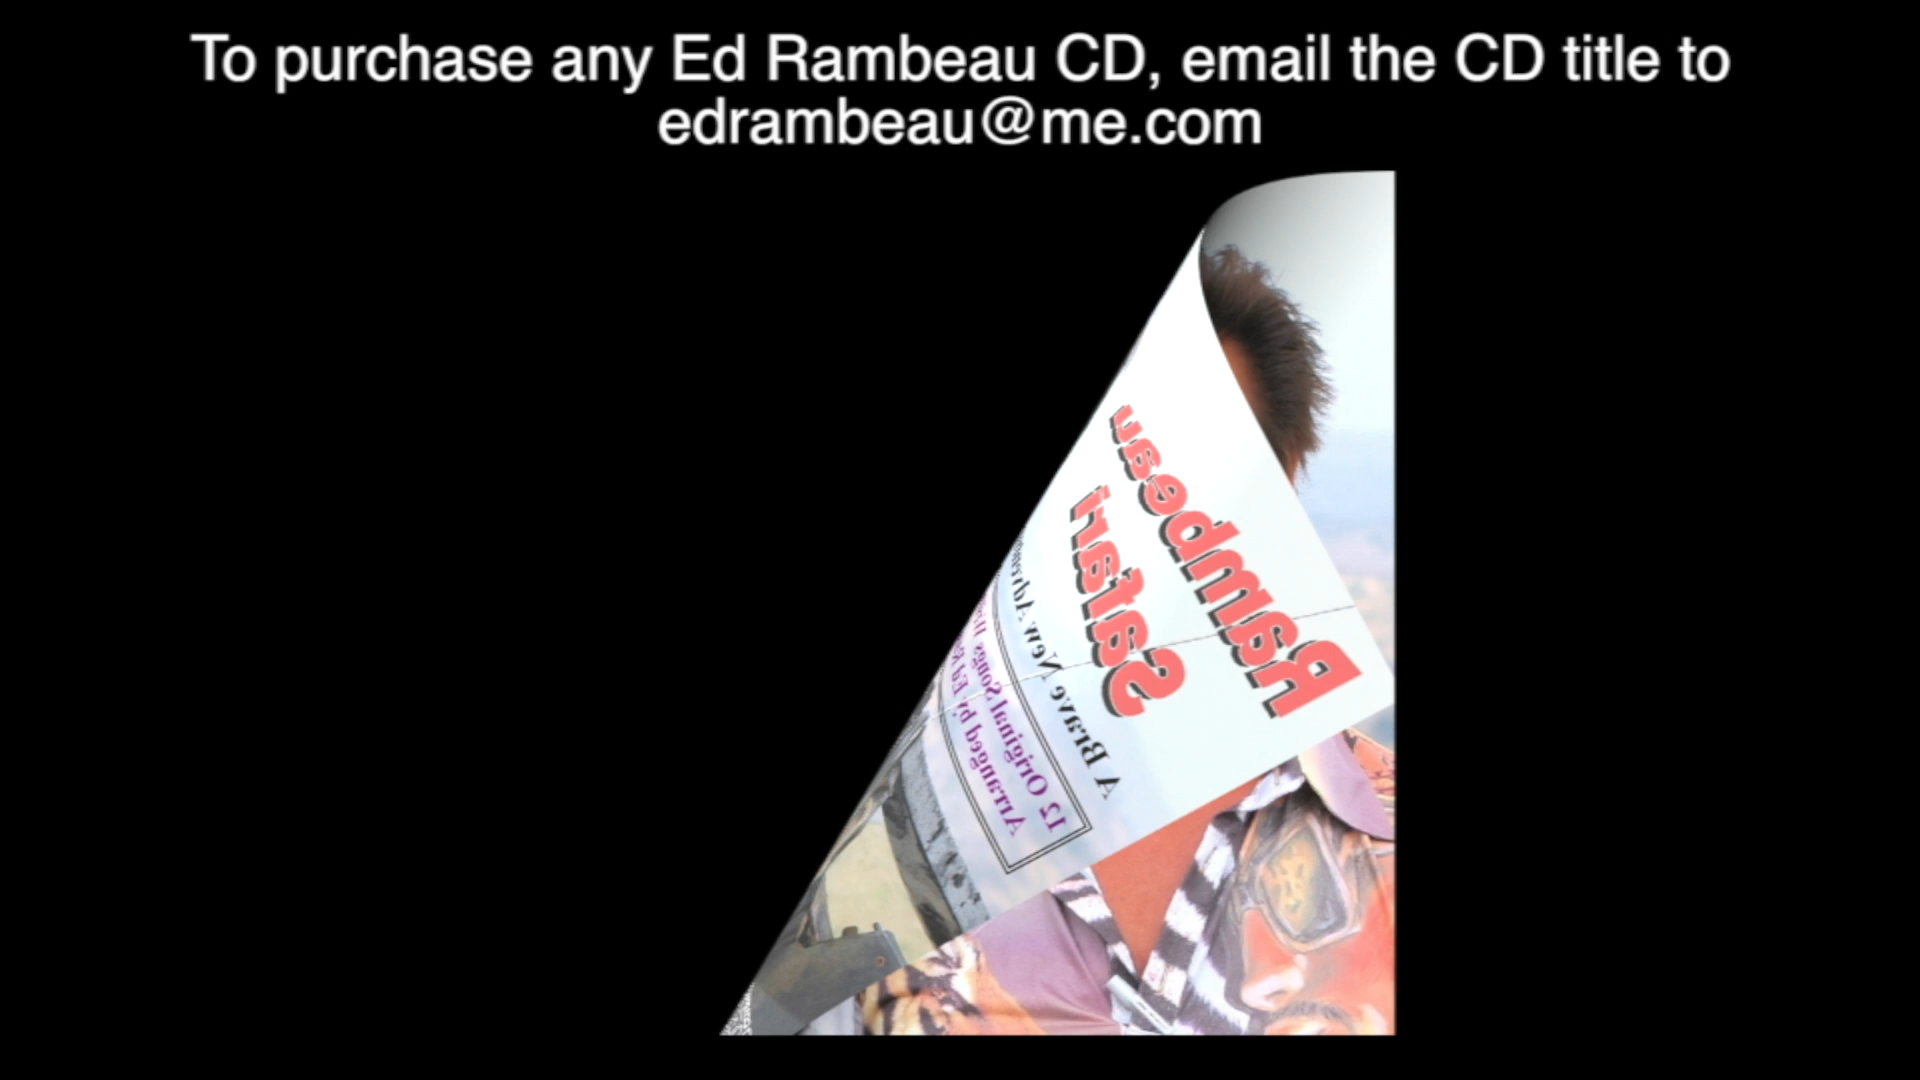 To purchase any Ed Rambeau CD, email the CD title to
edrambeau@me.com
Rambeau
Safari
A Brave New
12 Original Songs
Arranged by Ed